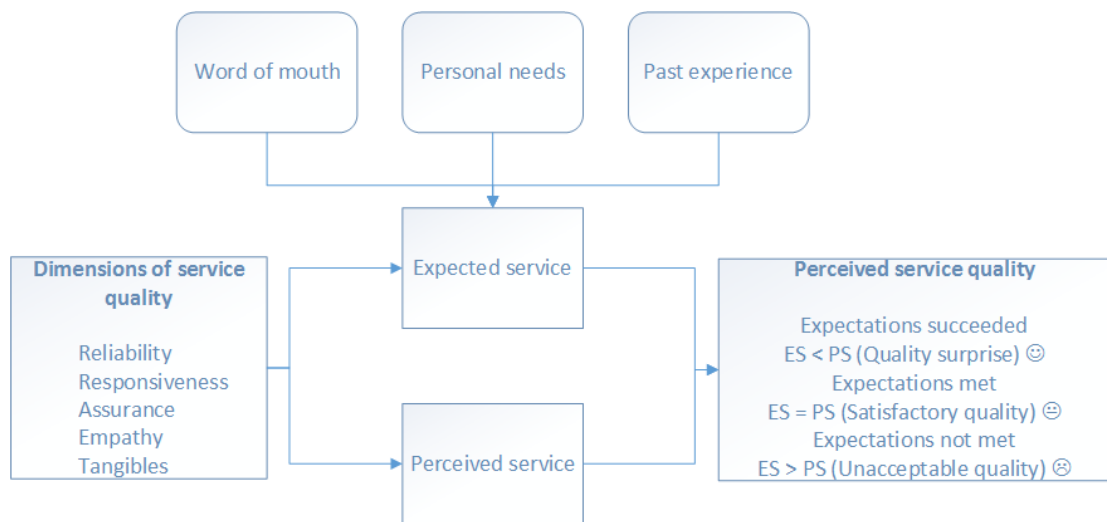 Word of mouth
Personal needs
Past experience
Expected service
Dimensions of service
quality
Reliability
Responsiveness
Assurance
Empathy
Tangibles
Perceived service
Perceived service quality
Expectations succeeded
ES < PS (Quality surprise) ☺
Expectations met
ES = PS (Satisfactory quality) 😐
Expectations not met
ES > PS (Unacceptable quality) ☹